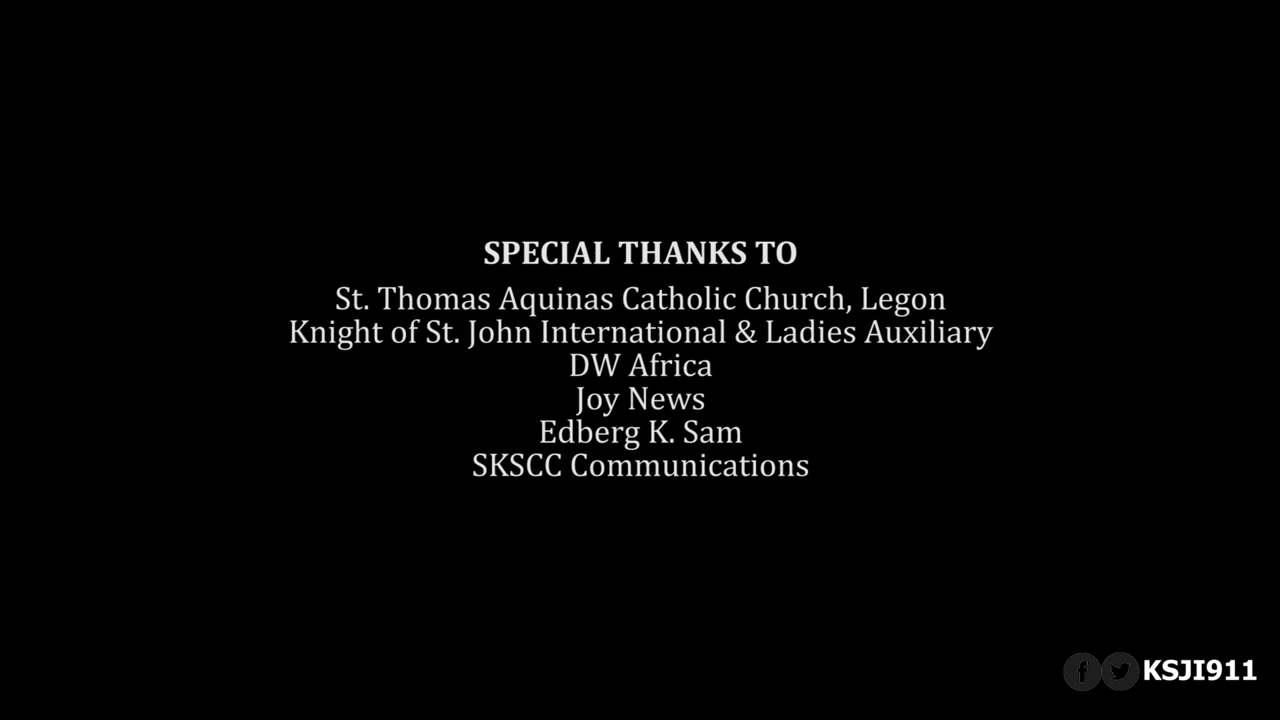 SPECIAL THANKS TO
St. Thomas Aquinas Catholic Church, Legon
Knight of St. John International & Ladies Auxiliary
DW Africa
Joy News
Edberg K. Sam
SKSCC Communications
KSJI911